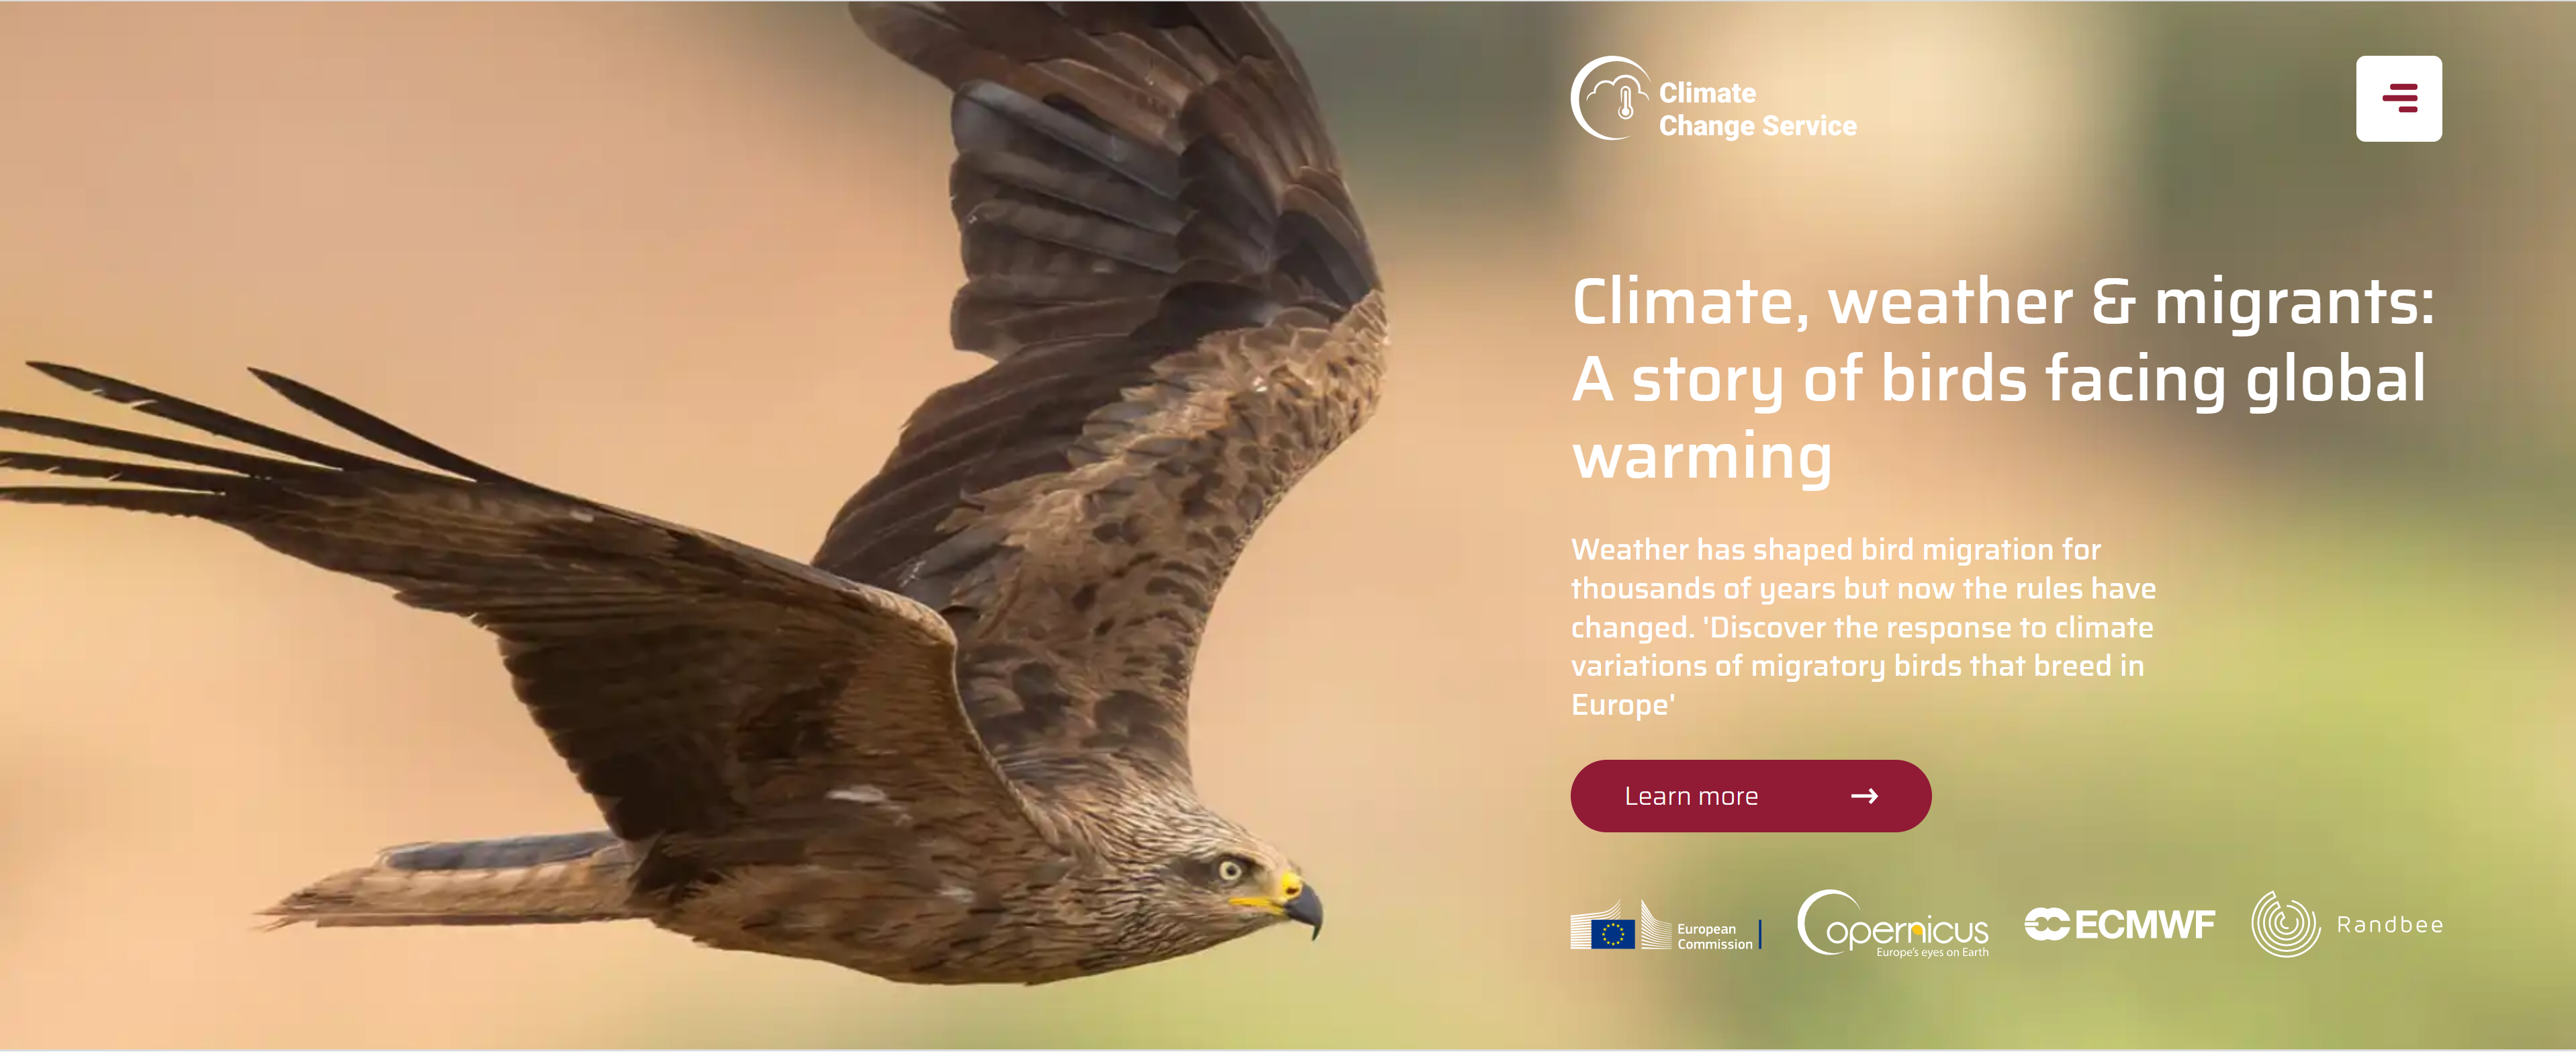 Climate
Change Service
Climate, weather & migrants:
A story of birds facing global
warming
Weather has shaped bird migration for
thousands of years but now the rules have
changed. 'Discover the response to climate
variations of migratory birds that breed in
Europe'
Learn more
European
Commission
Copernicus
Europe's eyes on Earth
ECMWF
Randbee